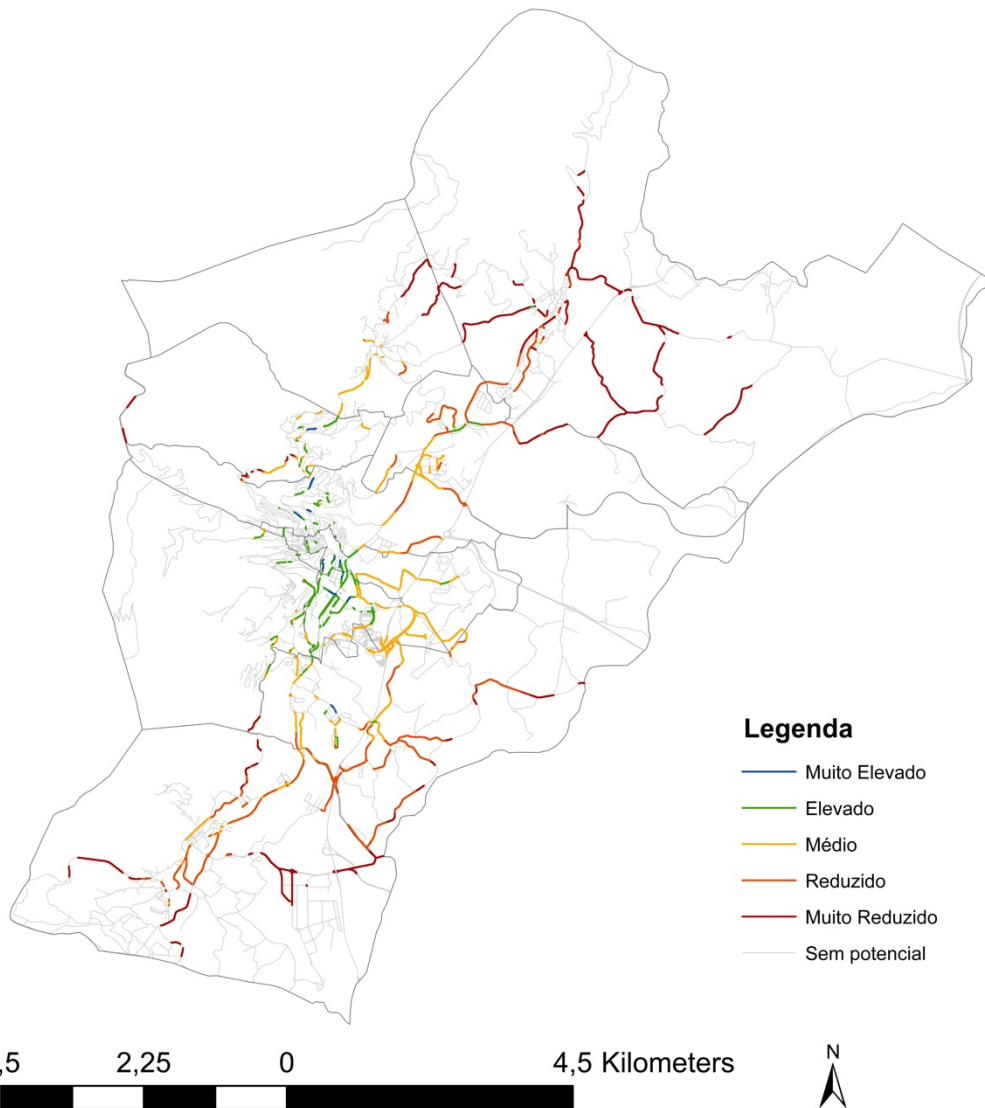 Legenda
Muito Elevado
Elevado
Médio
Reduzido
Muito Reduzido
Sem potencial
,5 2,25 0 4,5 Kilometers
N